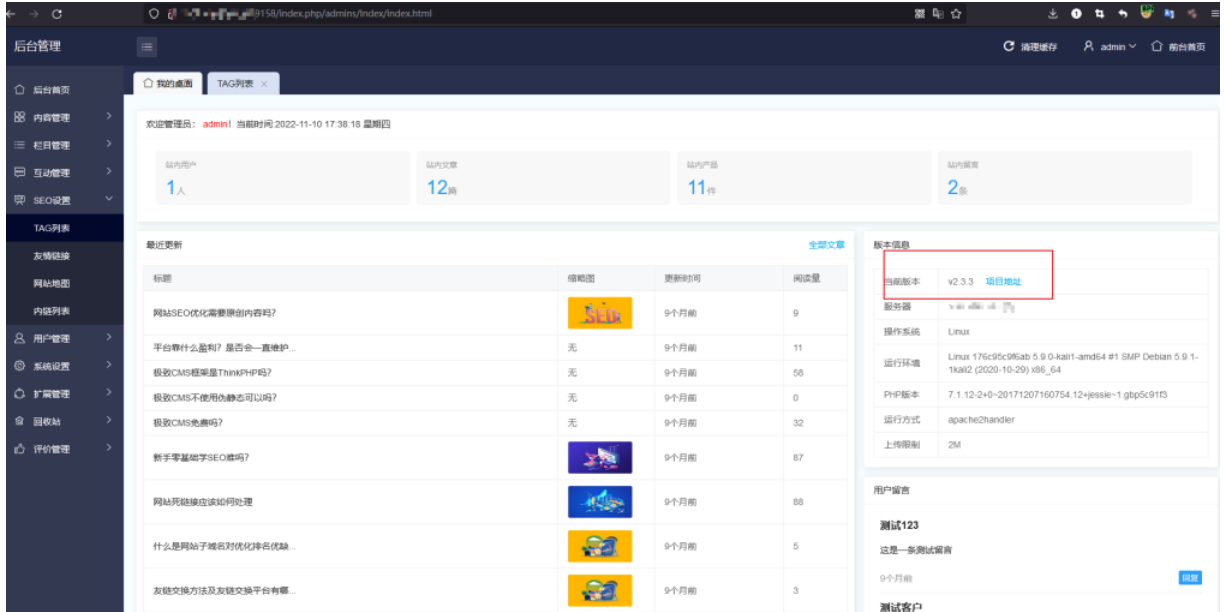 9158/index.php/admins/Index/index.html
后台管理
清理缓存 admin 前台首页
我的桌面 TAG列表
后台首页
内容管理
栏目管理
互动管理
SEO设置
TAG列表
友情链接
网站地图
内链列表
用户管理
系统设置
扩展管理
回收站
评价管理
欢迎管理员： admin！当前时间:2022-11-10 17:38:18 星期四
站内用户 站内文章 站内产品 站内留言
1人 12篇 11件 2条
最近更新 全部文章
标题 缩略图 更新时间 阅读量
网站SEO优化需要原创内容吗? SEO 9个月前 9
平台靠什么盈利？是否会一直维护... 无 9个月前 11
极致CMS框架是ThinkPHP吗? 无 9个月前 58
极致CMS不使用伪静态可以吗? 无 9个月前 0
极致CMS免费吗? 无 9个月前 32
新手零基础学SEO难吗? 9个月前 87
网站死链接应该如何处理 9个月前 88
什么是网站子域名对优化排名优缺... 9个月前 5
友链交换方法及友链交换平台有哪... 9个月前 3
版本信息
当前版本 v2.3.3 项目地址
服务器
操作系统 Linux
运行环境 Linux 176c95c9f6ab 5.9.0-kali1-amd64 #1 SMP Debian 5.9.1-
1kali2 (2020-10-29) x86_64
PHP版本 7.1.12-2+0~20171207160754.12+jessie~1.gbp5c91f3
运行方式 apache2handler
上传限制 2M
用户留言
测试123
这是一条测试留言
9个月前 回复
测试客户